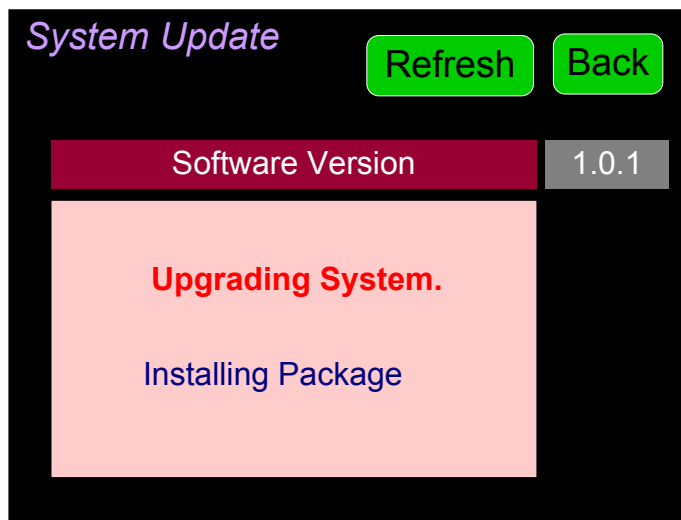 System Update
Refresh
Back
Software Version
1.0.1
Upgrading System.
Installing Package